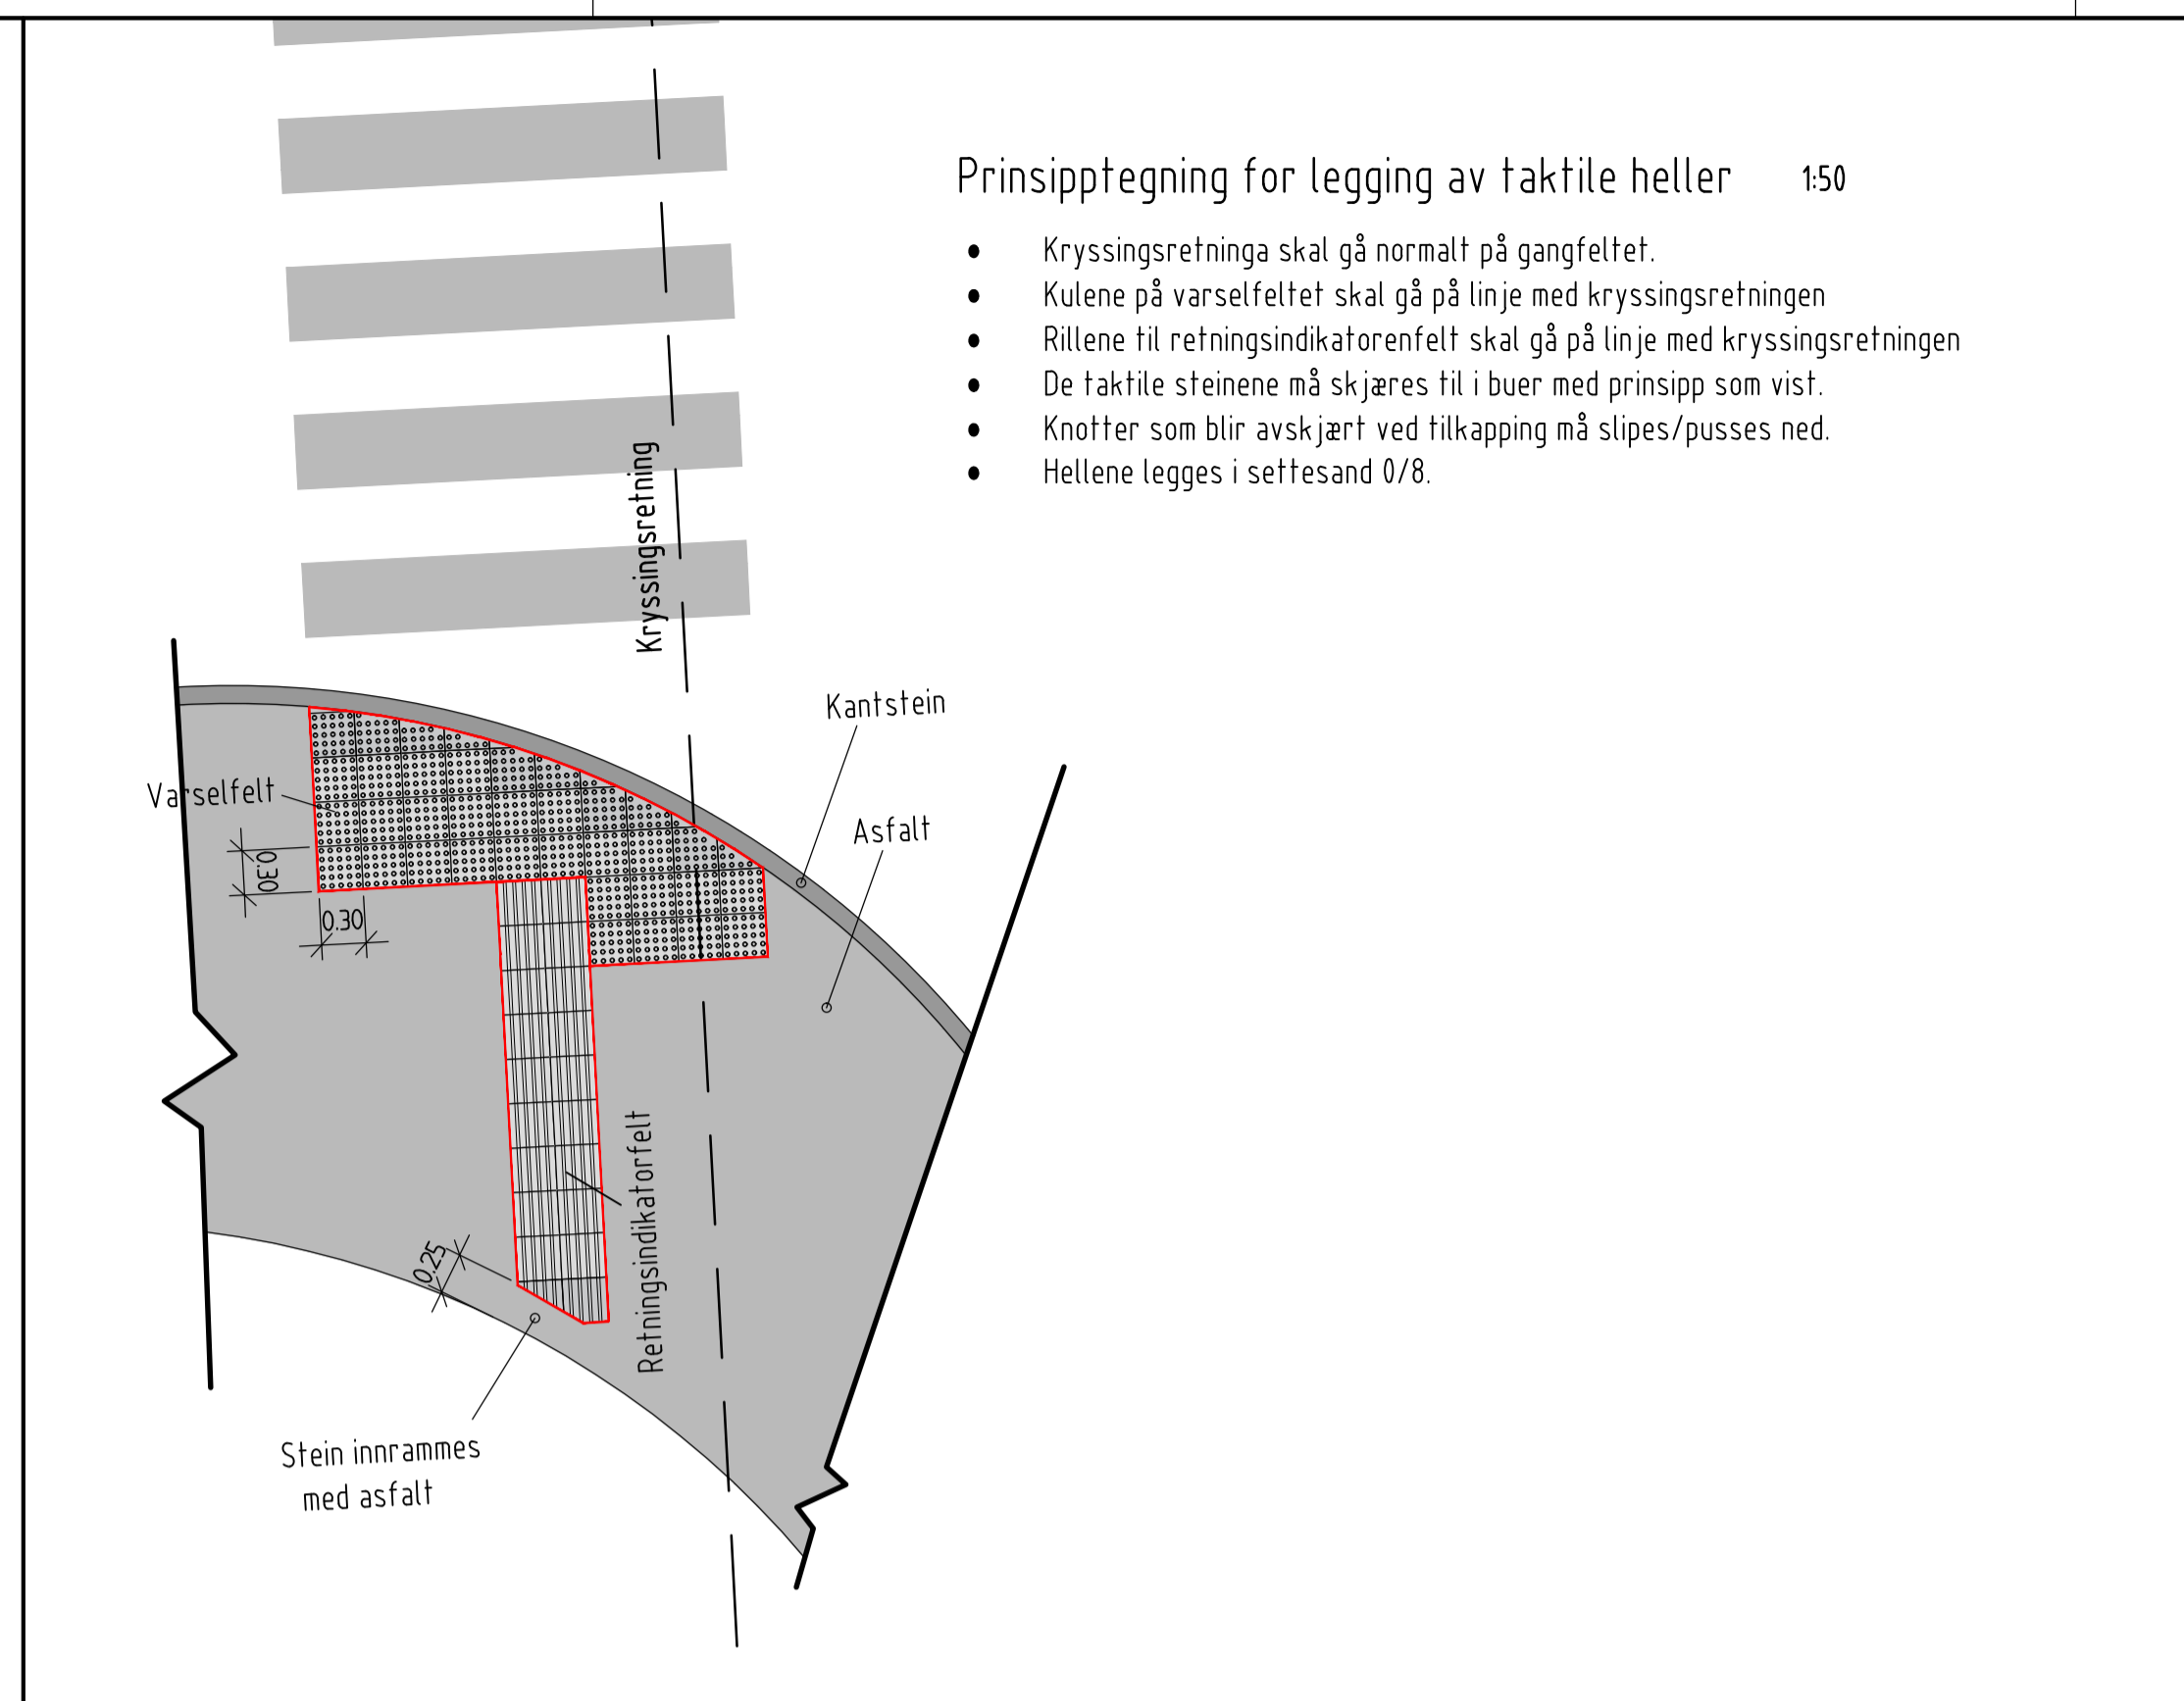 Prinsipptegning for legging av taktile heller 1:50
● Kryssingsretninga skal gå normalt på gangfeltet.
● Kulene på varselfeltet skal gå på linje med kryssingsretningen
● Rillene til retningsindikatorenfelt skal gå på linje med kryssingsretningen
● De taktile steinene må skjæres til i buer med prinsipp som vist.
● Knotter som blir avskjært ved tilkapping må slipes/pusses ned.
● Hellene legges i settesand 0/8.
Kryssingsretning
Kantstein
Varselfelt
Asfalt
0.30
0.30
Retningsindikatorfelt
0.25
Stein innrammes
med asfalt